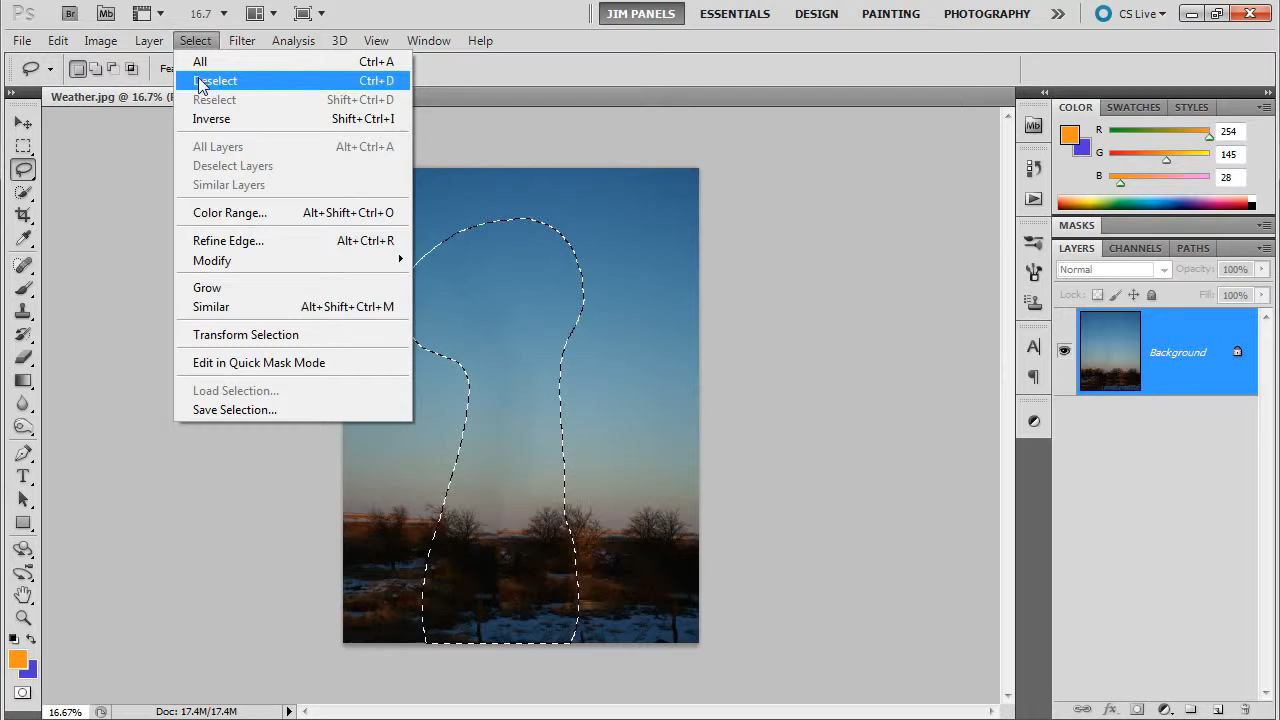 Ps Br Mb 16.7 JIM PANELS ESSENTIALS DESIGN PAINTING PHOTOGRAPHY CS Live
File Edit Image Layer Select Filter Analysis 3D View Window Help
All Ctrl+A
Deselect Ctrl+D
Reselect Shift+Ctrl+D
Inverse Shift+Ctrl+I
All Layers Alt+Ctrl+A
Deselect Layers
Similar Layers
Color Range... Alt+Shift+Ctrl+O
Refine Edge... Alt+Ctrl+R
Modify
Grow
Similar Alt+Shift+Ctrl+M
Transform Selection
Edit in Quick Mask Mode
Load Selection...
Save Selection...
Weather.jpg @ 16.7%
Mb
COLOR SWATCHES STYLES
R 254
G 145
B 28
MASKS
LAYERS CHANNELS PATHS
Normal Opacity: 100%
Lock: Fill: 100%
Background
16.67% Doc: 17.4M/17.4M